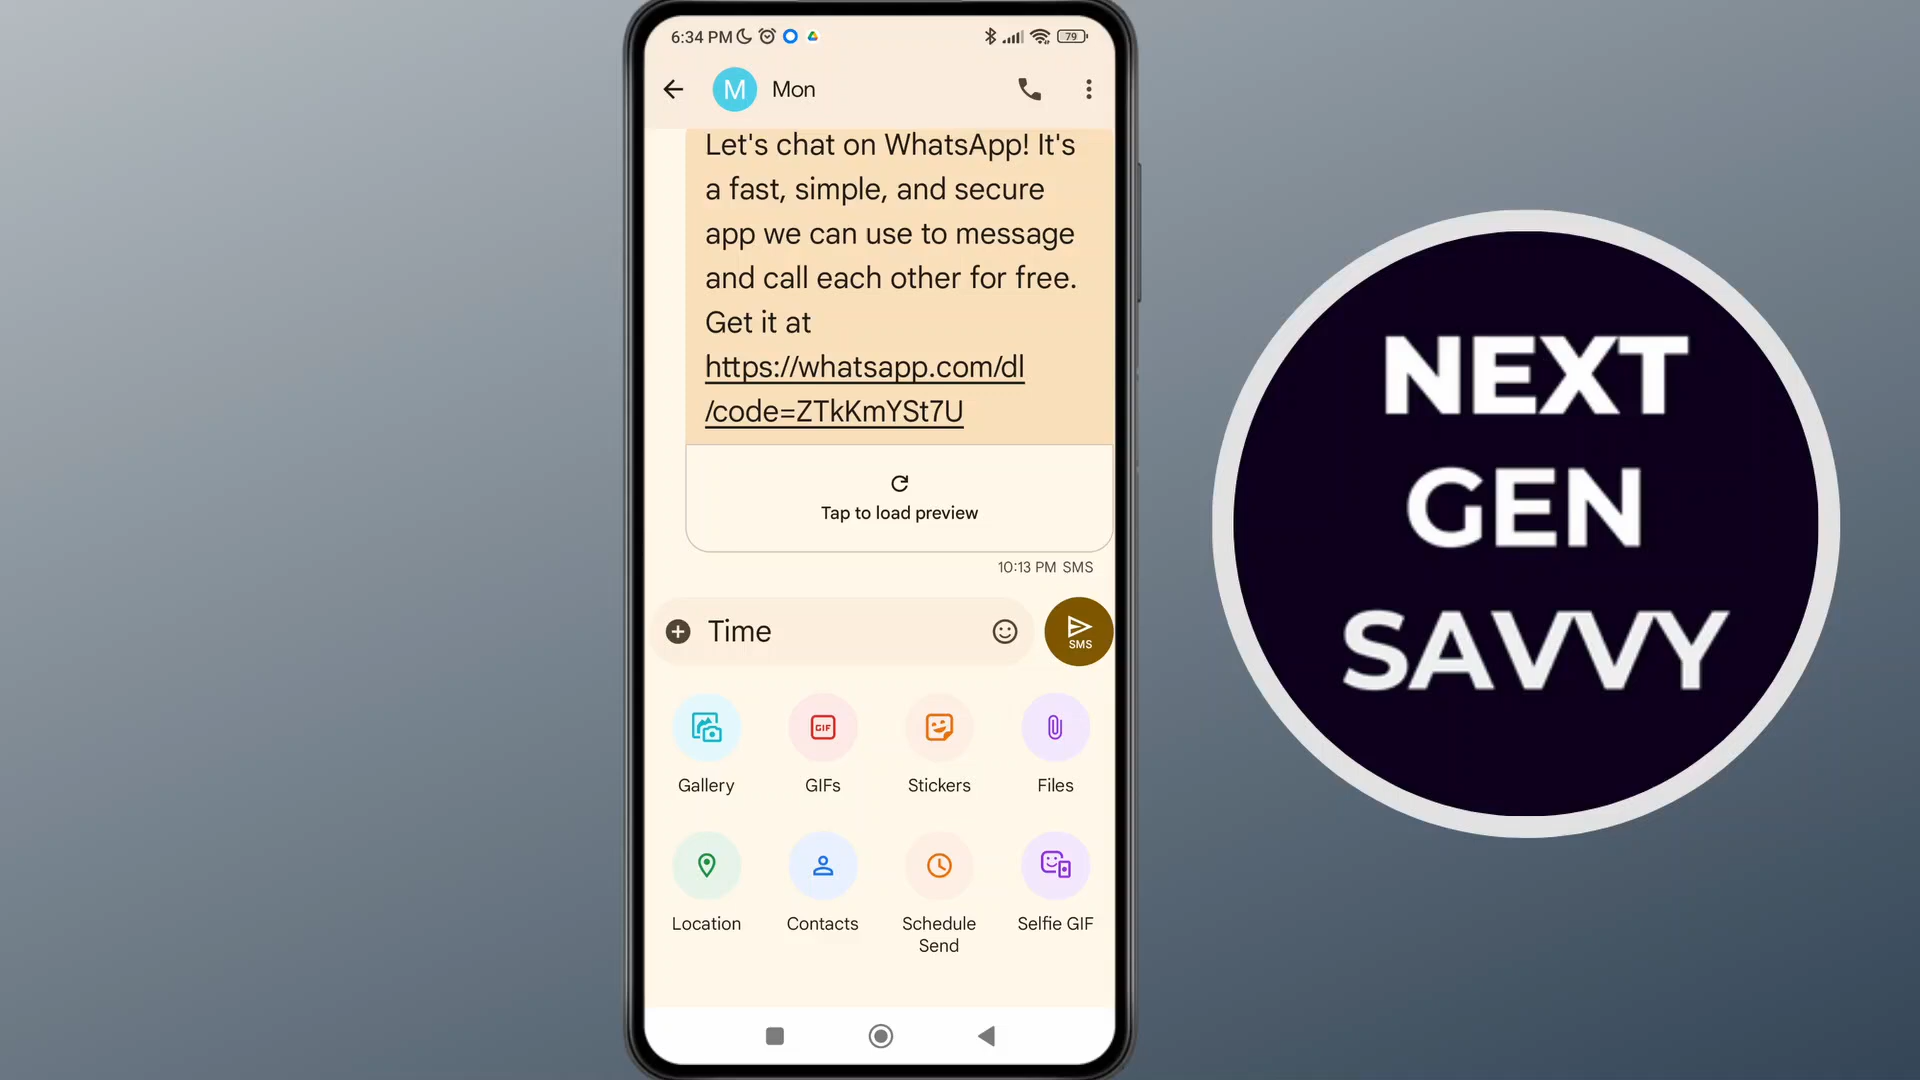 6:34 PM
79
M
Mon
Let's chat on WhatsApp! It's
a fast, simple, and secure
app we can use to message
and call each other for free.
Get it at
https://whatsapp.com/dl
/code=ZTkKmYSt7U
Tap to load preview
10:13 PM SMS
Time
SMS
GIF
Gallery
GIFs
Stickers
Files
Location
Contacts
Schedule
Send
Selfie GIF
NEXT
GEN
SAVVY